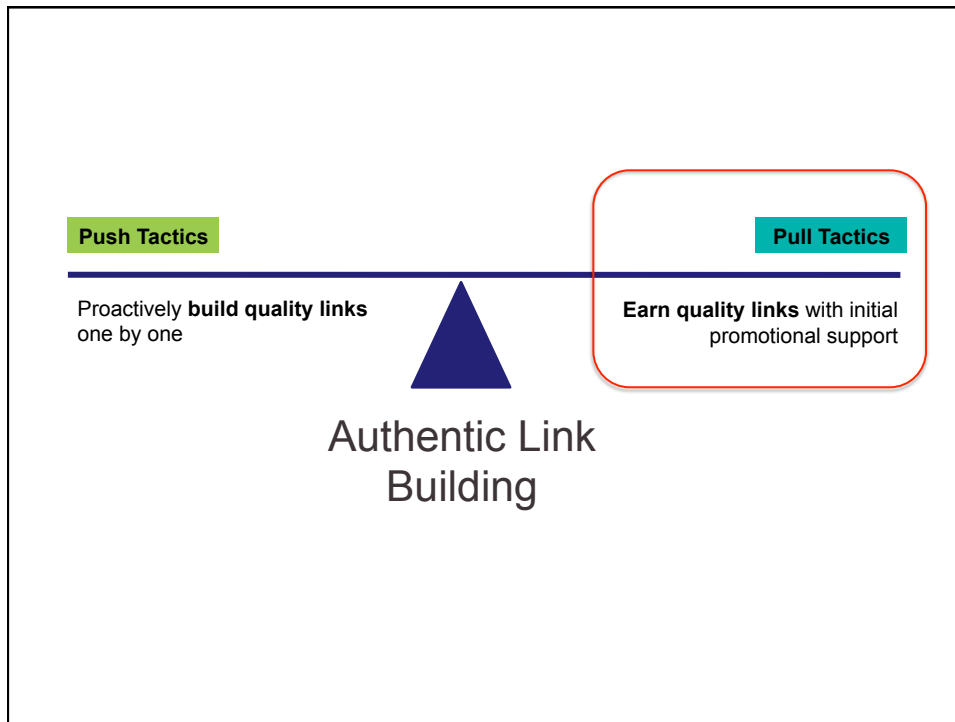 Push Tactics
Pull Tactics
Proactively build quality links
one by one
Earn quality links with initial
promotional support
Authentic Link
Building